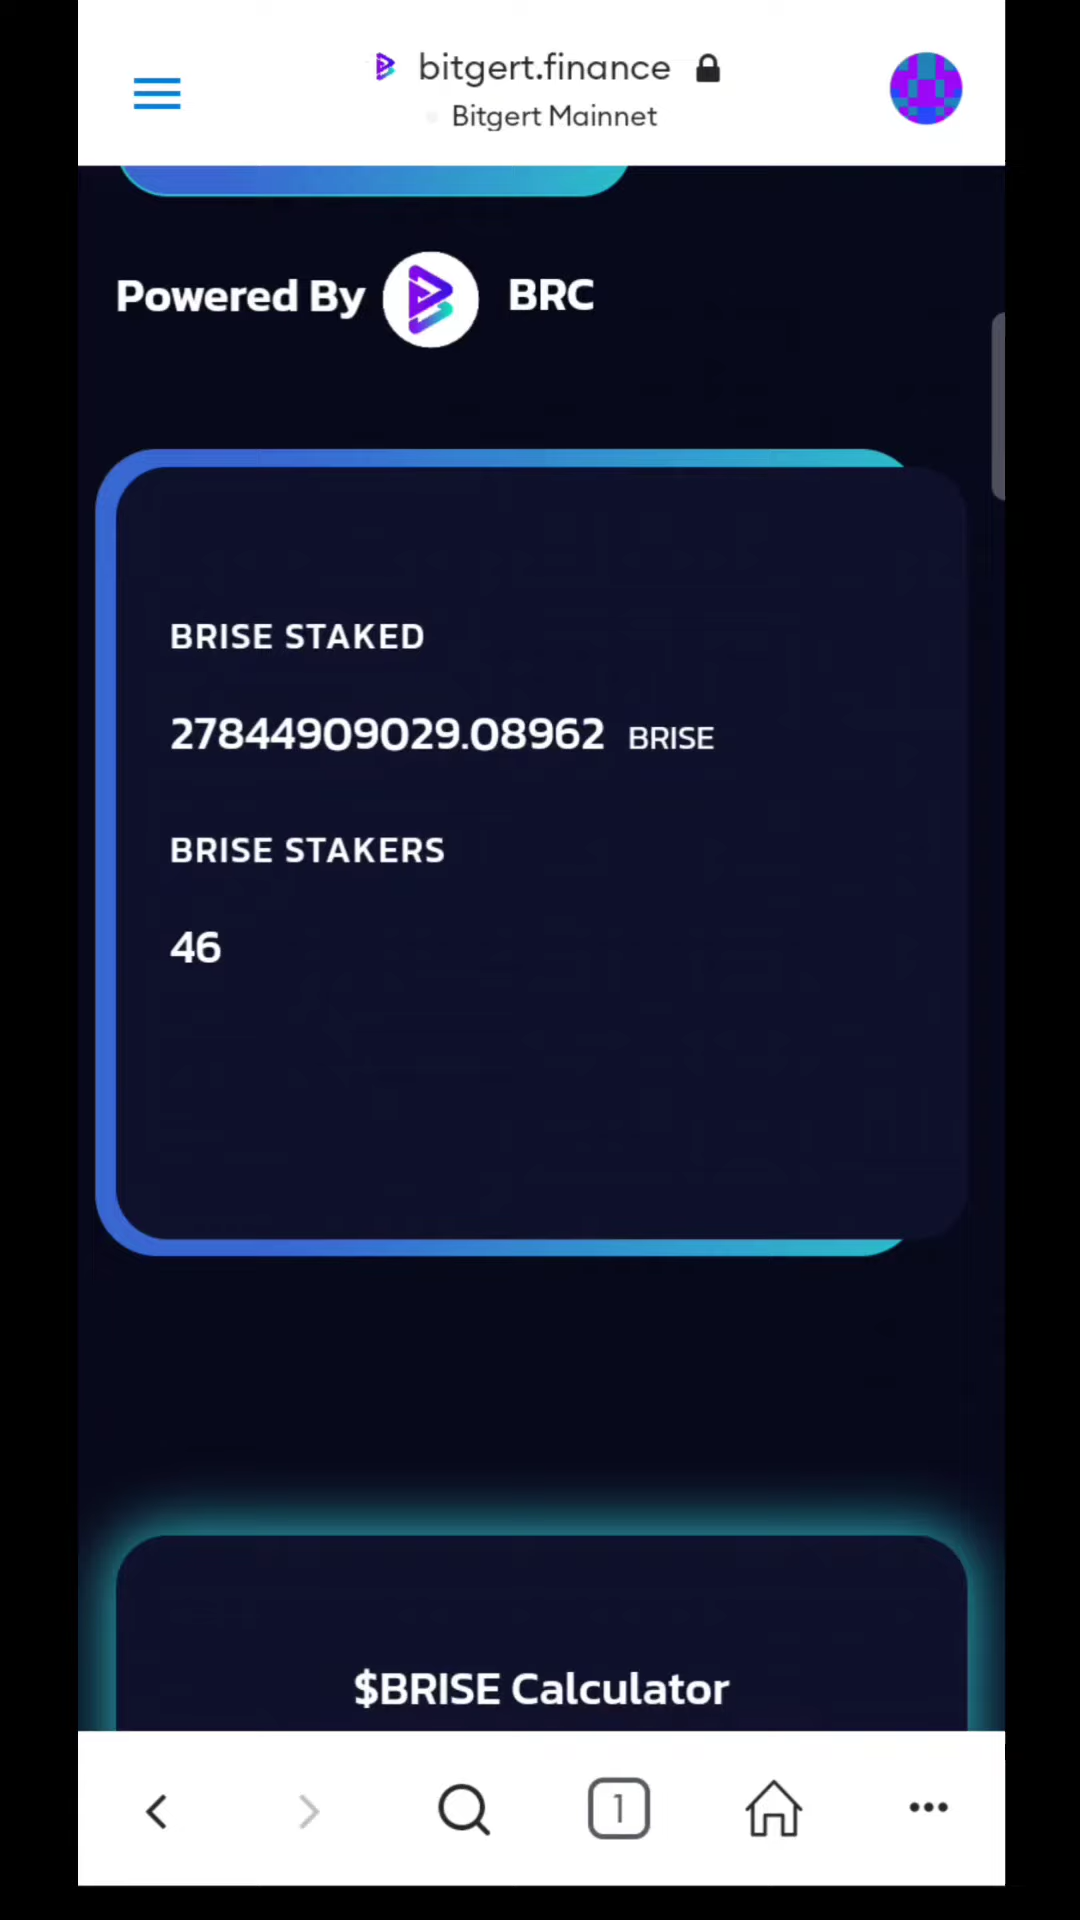 bitgert.finance
Bitgert Mainnet
Powered By BRC
BRISE STAKED
27844909029.08962 BRISE
BRISE STAKERS
46
$BRISE Calculator
1